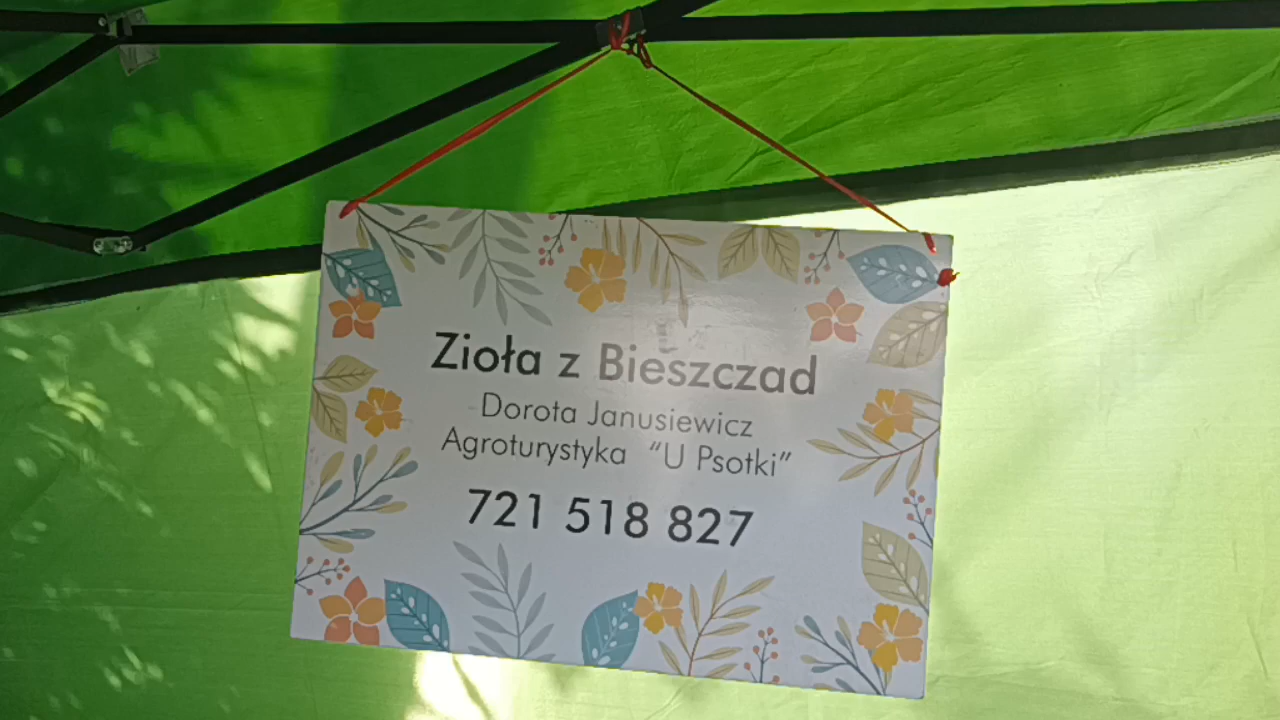 Zioła z Bieszczad
Dorota Janusiewicz
Agroturystyka “U Psotki”
721 518 827